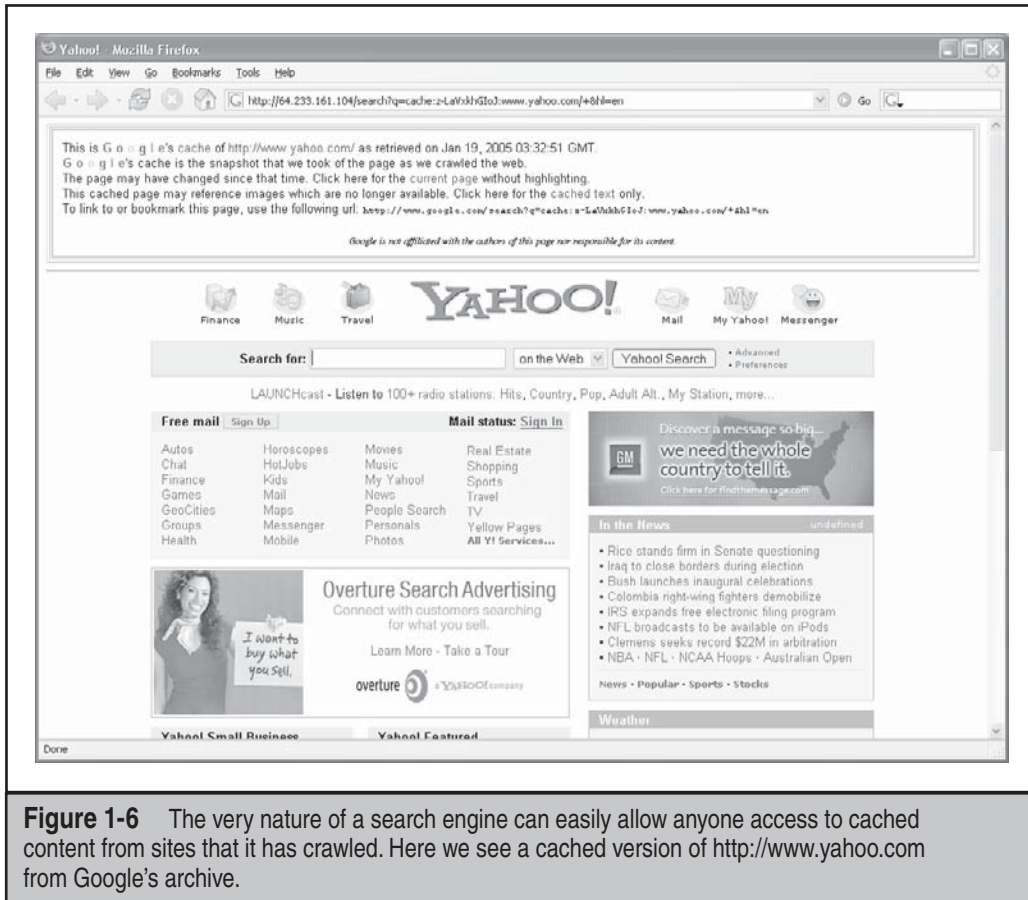 Yahoo! - Mozilla Firefox
File Edit View Go Bookmarks Tools Help
http://64.233.161.104/search?q=cache:z-LaVxkhGIoJ:www.yahoo.com/+&hl=en
Go
This is Google's cache of http://www.yahoo.com/ as retrieved on Jan 19, 2005 03:32:51 GMT.
Google's cache is the snapshot that we took of the page as we crawled the web.
The page may have changed since that time. Click here for the current page without highlighting.
This cached page may reference images which are no longer available. Click here for the cached text only.
To link to or bookmark this page, use the following url: http://www.google.com/search?q=cache:z-LaVxkhGIoJ:www.yahoo.com/+&hl=en
Google is not affiliated with the authors of this page nor responsible for its content.
YAHOO!
Finance Music Travel Mail My Yahoo! Messenger
My
Search for: on the Web Yahoo! Search
• Advanced
• Preferences
LAUNCHcast - Listen to 100+ radio stations: Hits, Country, Pop, Adult Alt., My Station, more...
Free mail Sign Up Mail status: Sign In
Autos Horoscopes Movies Real Estate
Chat HotJobs Music Shopping
Finance Kids My Yahoo! Sports
Games Mail News Travel
GeoCities Maps People Search TV
Groups Messenger Personals Yellow Pages
Health Mobile Photos All Y! Services...
Discover a message so big...
GM
we need the whole
country to tell it.
Click here for findthemessage.com
In the News undefined
• Rice stands firm in Senate questioning
• Iraq to close borders during election
• Bush launches inaugural celebrations
• Colombia right-wing fighters demobilize
• IRS expands free electronic filing program
• NFL broadcasts to be available on iPods
• Clemens seeks record $22M in arbitration
• NBA · NFL · NCAA Hoops · Australian Open
News - Popular - Sports - Stocks
Weather
Overture Search Advertising
Connect with customers searching
for what you sell.
Learn More - Take a Tour
overture a YAHOO! company
I want to
buy what
you sell.
Yahoo! Small Business Yahoo! Featured
Done
Figure 1-6 The very nature of a search engine can easily allow anyone access to cached
content from sites that it has crawled. Here we see a cached version of http://www.yahoo.com
from Google's archive.